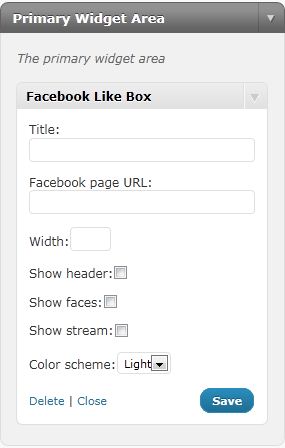 Primary Widget Area
The primary widget area
Facebook Like Box
Title:
Facebook page URL:
Width:
Show header:
Show faces:
Show stream:
Color scheme: Light
Delete | Close Save